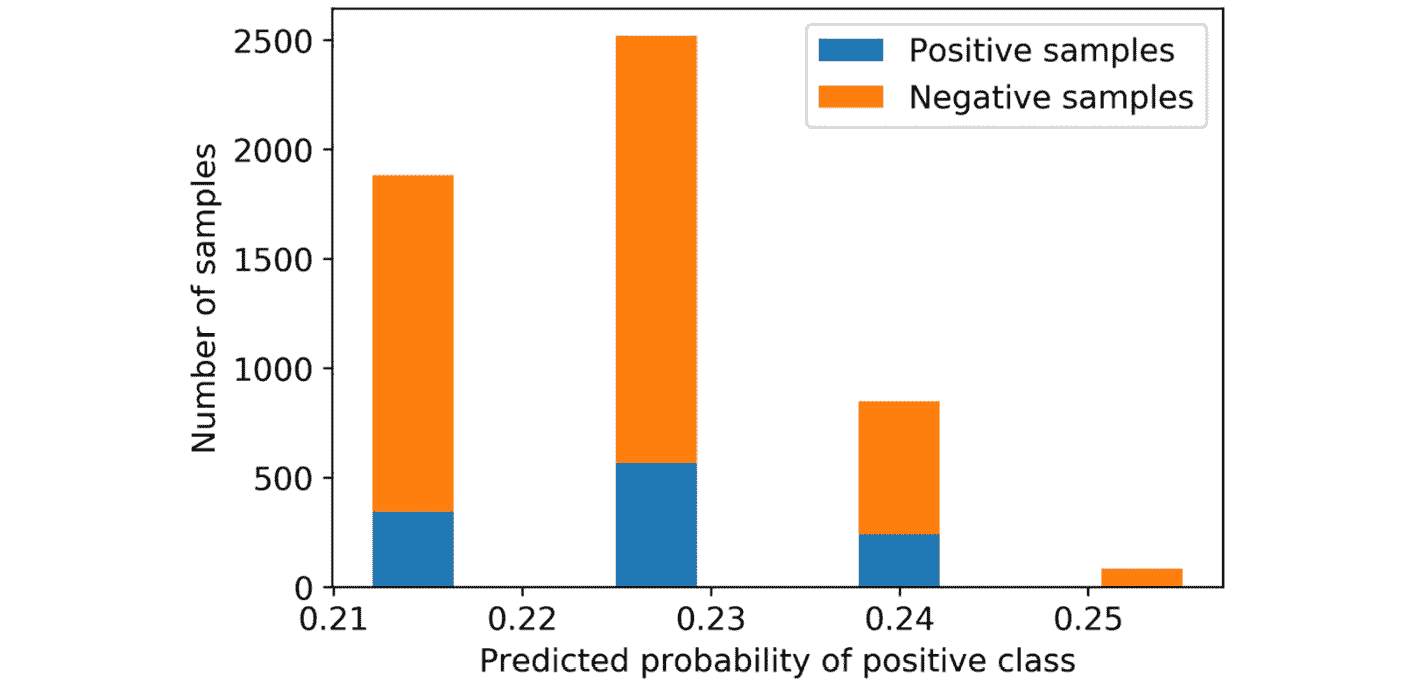 2500
2000
1500
1000
500
0
Number of samples
Positive samples
Negative samples
0.21 0.22 0.23 0.24 0.25
Predicted probability of positive class